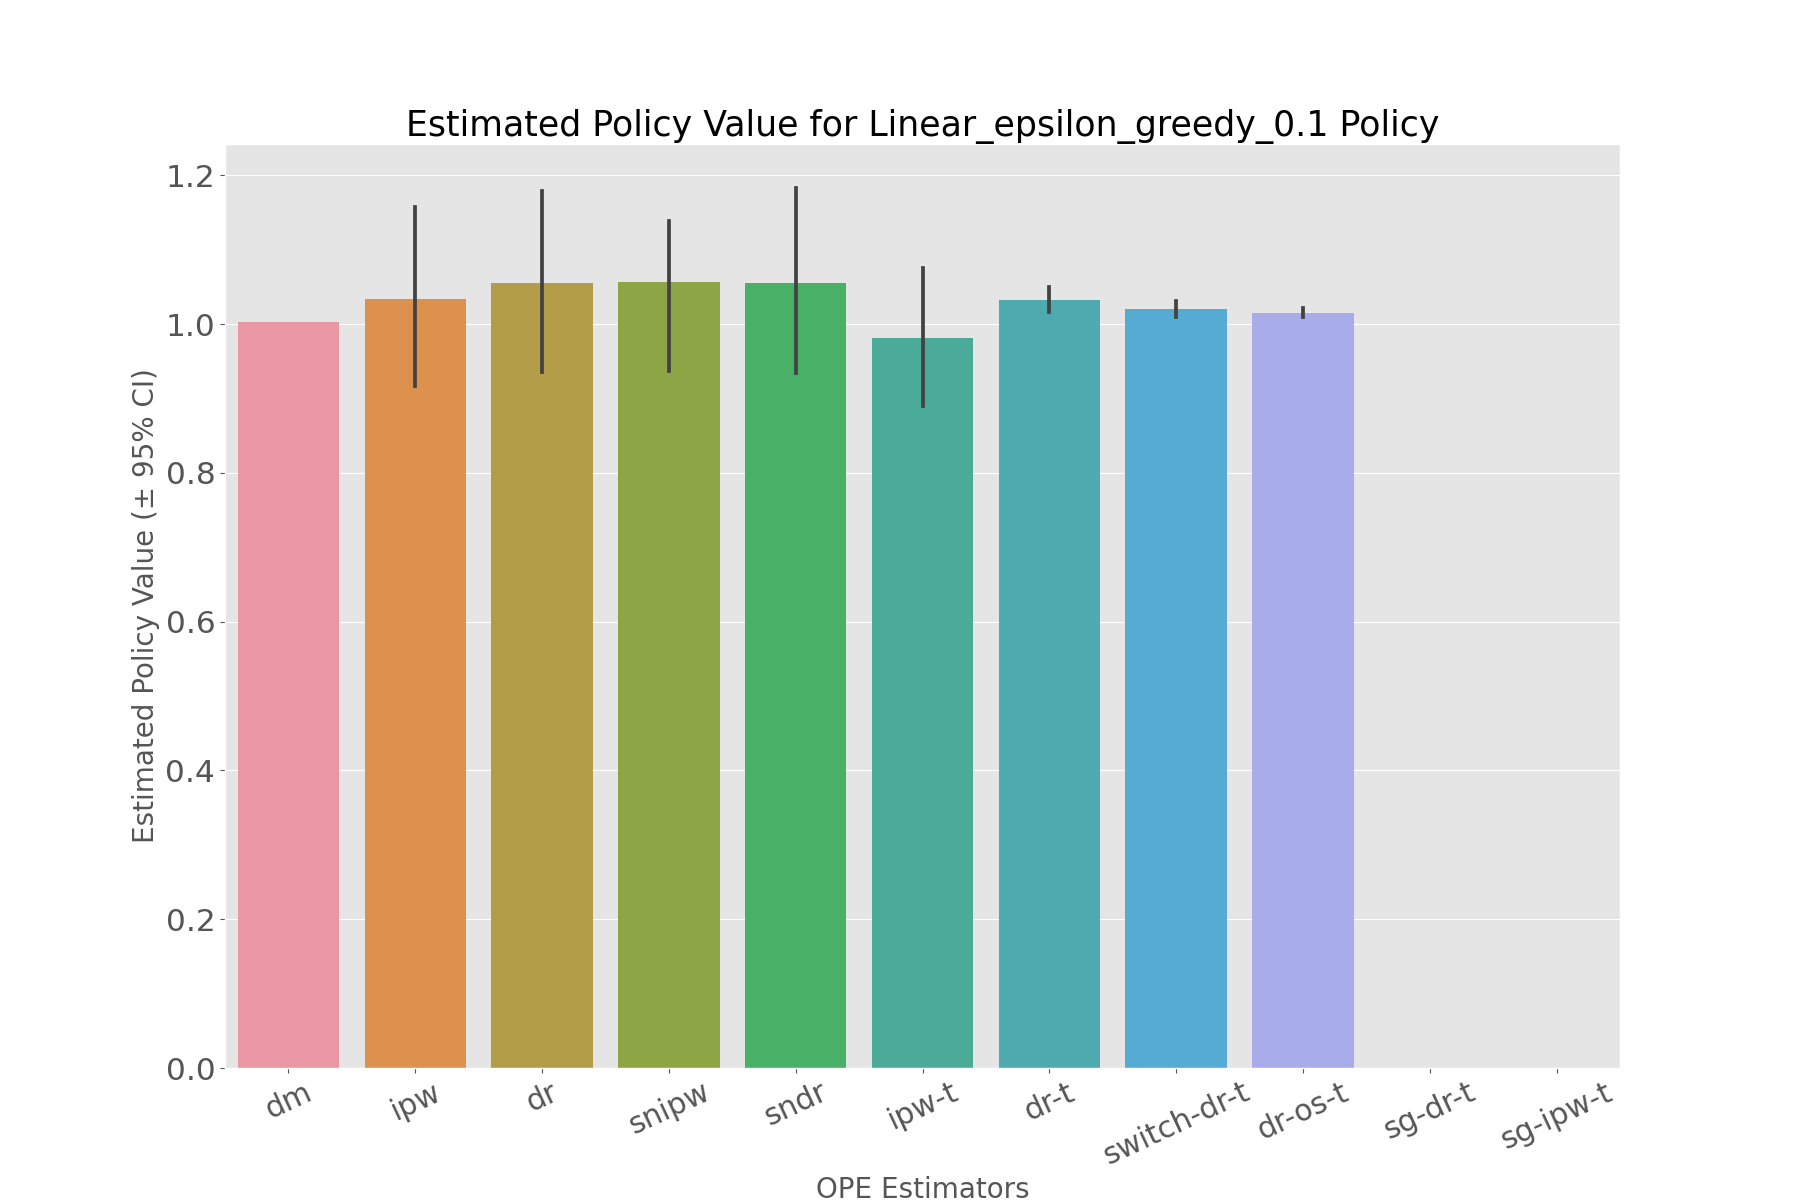 Estimated Policy Value for Linear_epsilon_greedy_0.1 Policy
Estimated Policy Value (± 95% CI)
1.2
1.0
0.8
0.6
0.4
0.2
0.0
dm
ipw
dr
snipw
sndr
ipw-t
dr-t
switch-dr-t
dr-os-t
sg-dr-t
sg-ipw-t
OPE Estimators